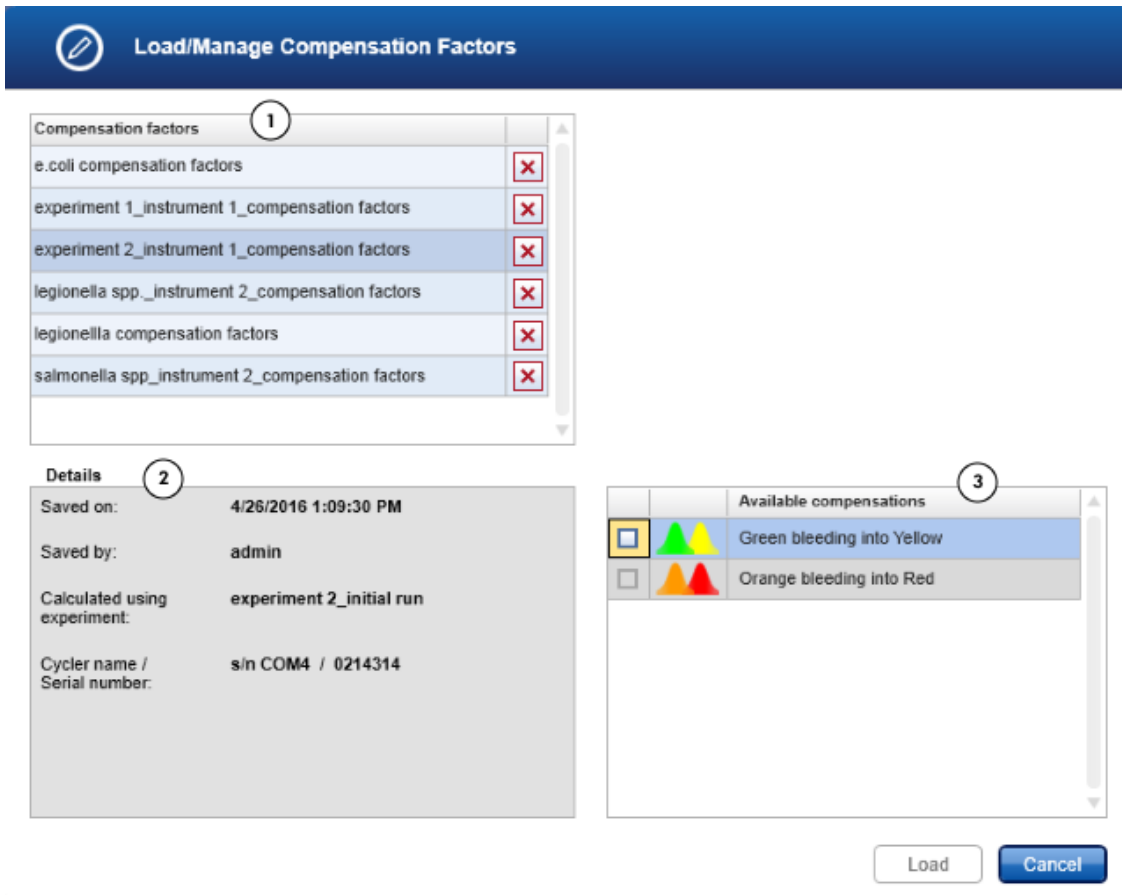 Load/Manage Compensation Factors
1
Compensation factors
e.coli compensation factors
experiment 1_instrument 1_compensation factors
experiment 2_instrument 1_compensation factors
legionella spp._instrument 2_compensation factors
legionellla compensation factors
salmonella spp_instrument 2_compensation factors
Details
2
Saved on: 4/26/2016 1:09:30 PM
Saved by: admin
Calculated using experiment 2_initial run
experiment:
Cycler name / s/n COM4 / 0214314
Serial number:
3
Available compensations
Green bleeding into Yellow
Orange bleeding into Red
Load Cancel